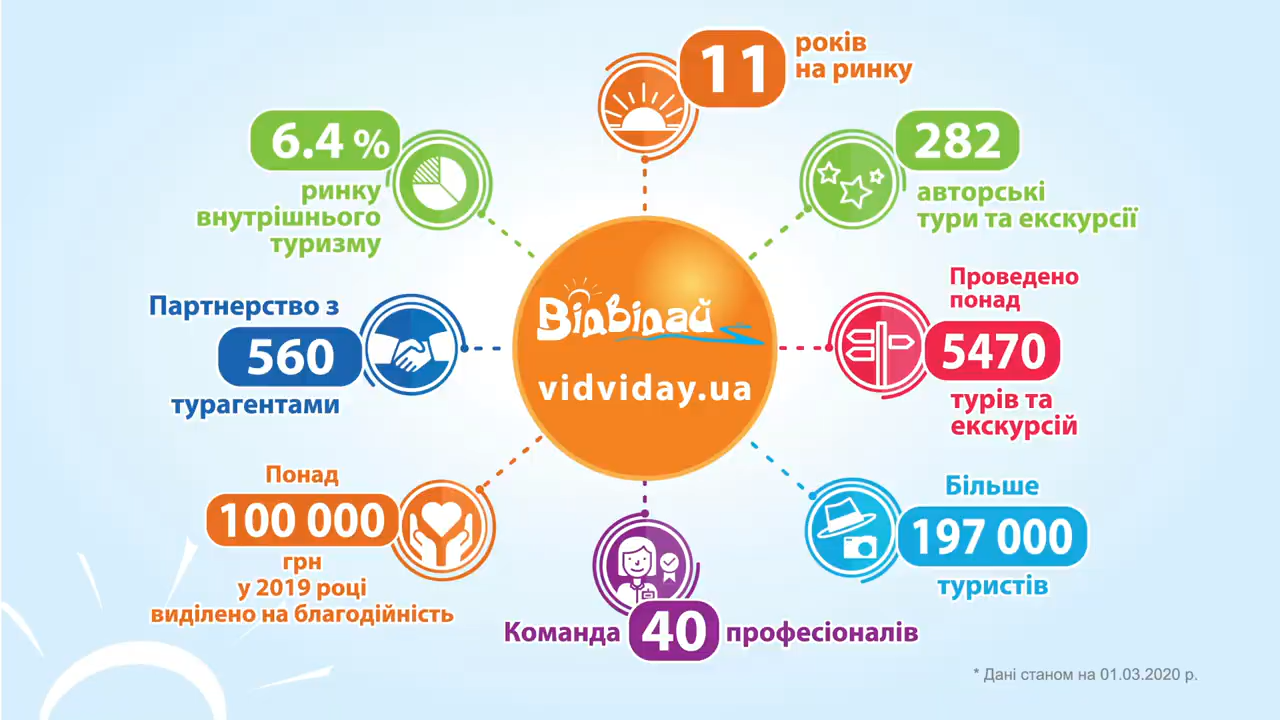 11
років
на ринку
6.4 %
ринку
внутрішнього
туризму
282
авторські
тури та екскурсії
Партнерство з
560
турагентами
Відвідай
vidviday.ua
Проведено
понад
5470
турів та
екскурсій
Понад
100 000
грн
у 2019 році
виділено на благодійність
Більше
197 000
туристів
Команда 40 професіоналів
* Дані станом на 01.03.2020 р.